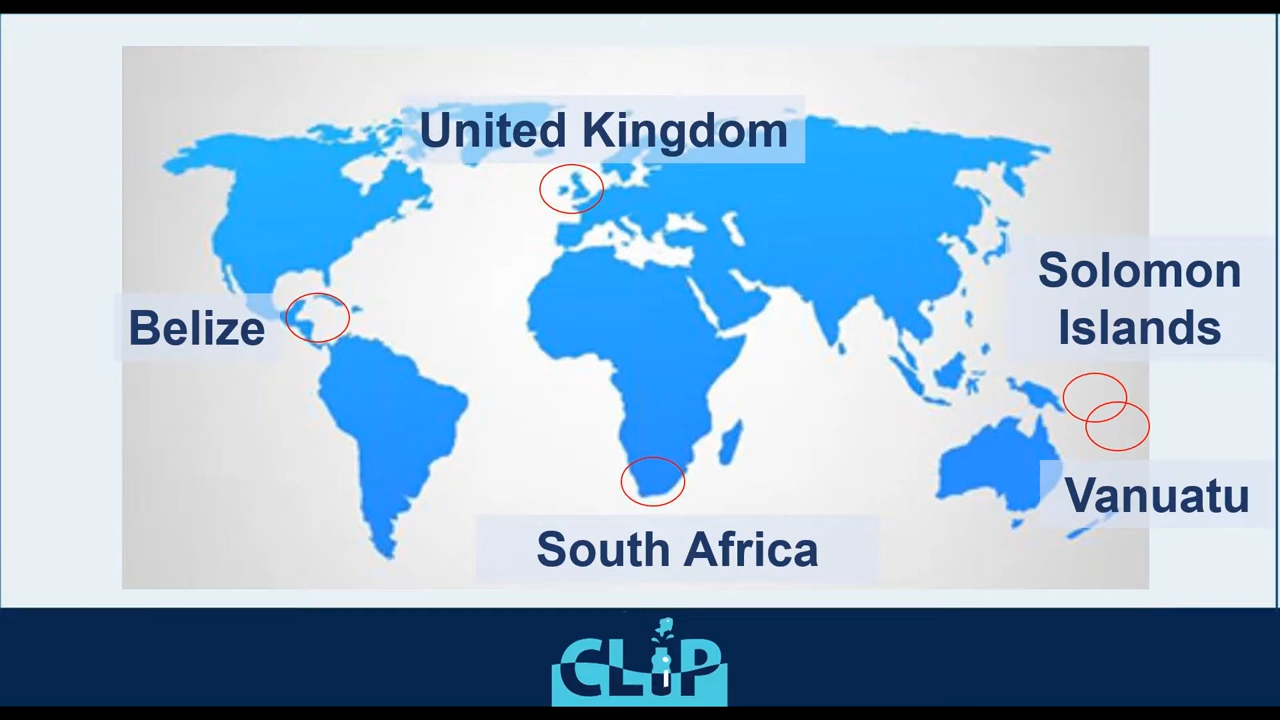 United Kingdom
Solomon
Islands
Belize
Vanuatu
South Africa
CLiP